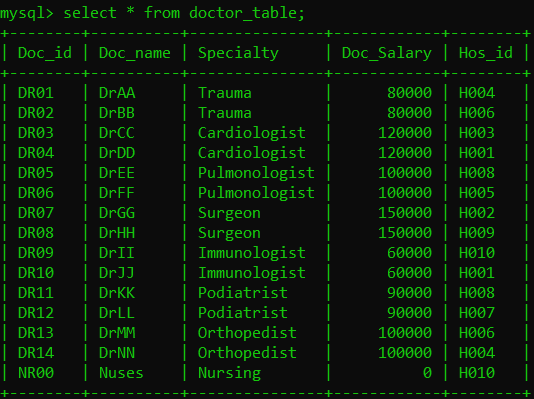 mysql> select * from doctor_table;
+--------+----------+---------------+------------+--------+
| Doc_id | Doc_name | Specialty     | Doc_Salary | Hos_id |
+--------+----------+---------------+------------+--------+
| DR01   | DrAA     | Trauma        |      80000 | H004   |
| DR02   | DrBB     | Trauma        |      80000 | H006   |
| DR03   | DrCC     | Cardiologist  |     120000 | H003   |
| DR04   | DrDD     | Cardiologist  |     120000 | H001   |
| DR05   | DrEE     | Pulmonologist |     100000 | H008   |
| DR06   | DrFF     | Pulmonologist |     100000 | H005   |
| DR07   | DrGG     | Surgeon       |     150000 | H002   |
| DR08   | DrHH     | Surgeon       |     150000 | H009   |
| DR09   | DrII     | Immunologist  |      60000 | H010   |
| DR10   | DrJJ     | Immunologist  |      60000 | H001   |
| DR11   | DrKK     | Podiatrist    |      90000 | H008   |
| DR12   | DrLL     | Podiatrist    |      90000 | H007   |
| DR13   | DrMM     | Orthopedist   |     100000 | H006   |
| DR14   | DrNN     | Orthopedist   |     100000 | H004   |
| NR00   | Nuses    | Nursing       |          0 | H010   |
+--------+----------+---------------+------------+--------+